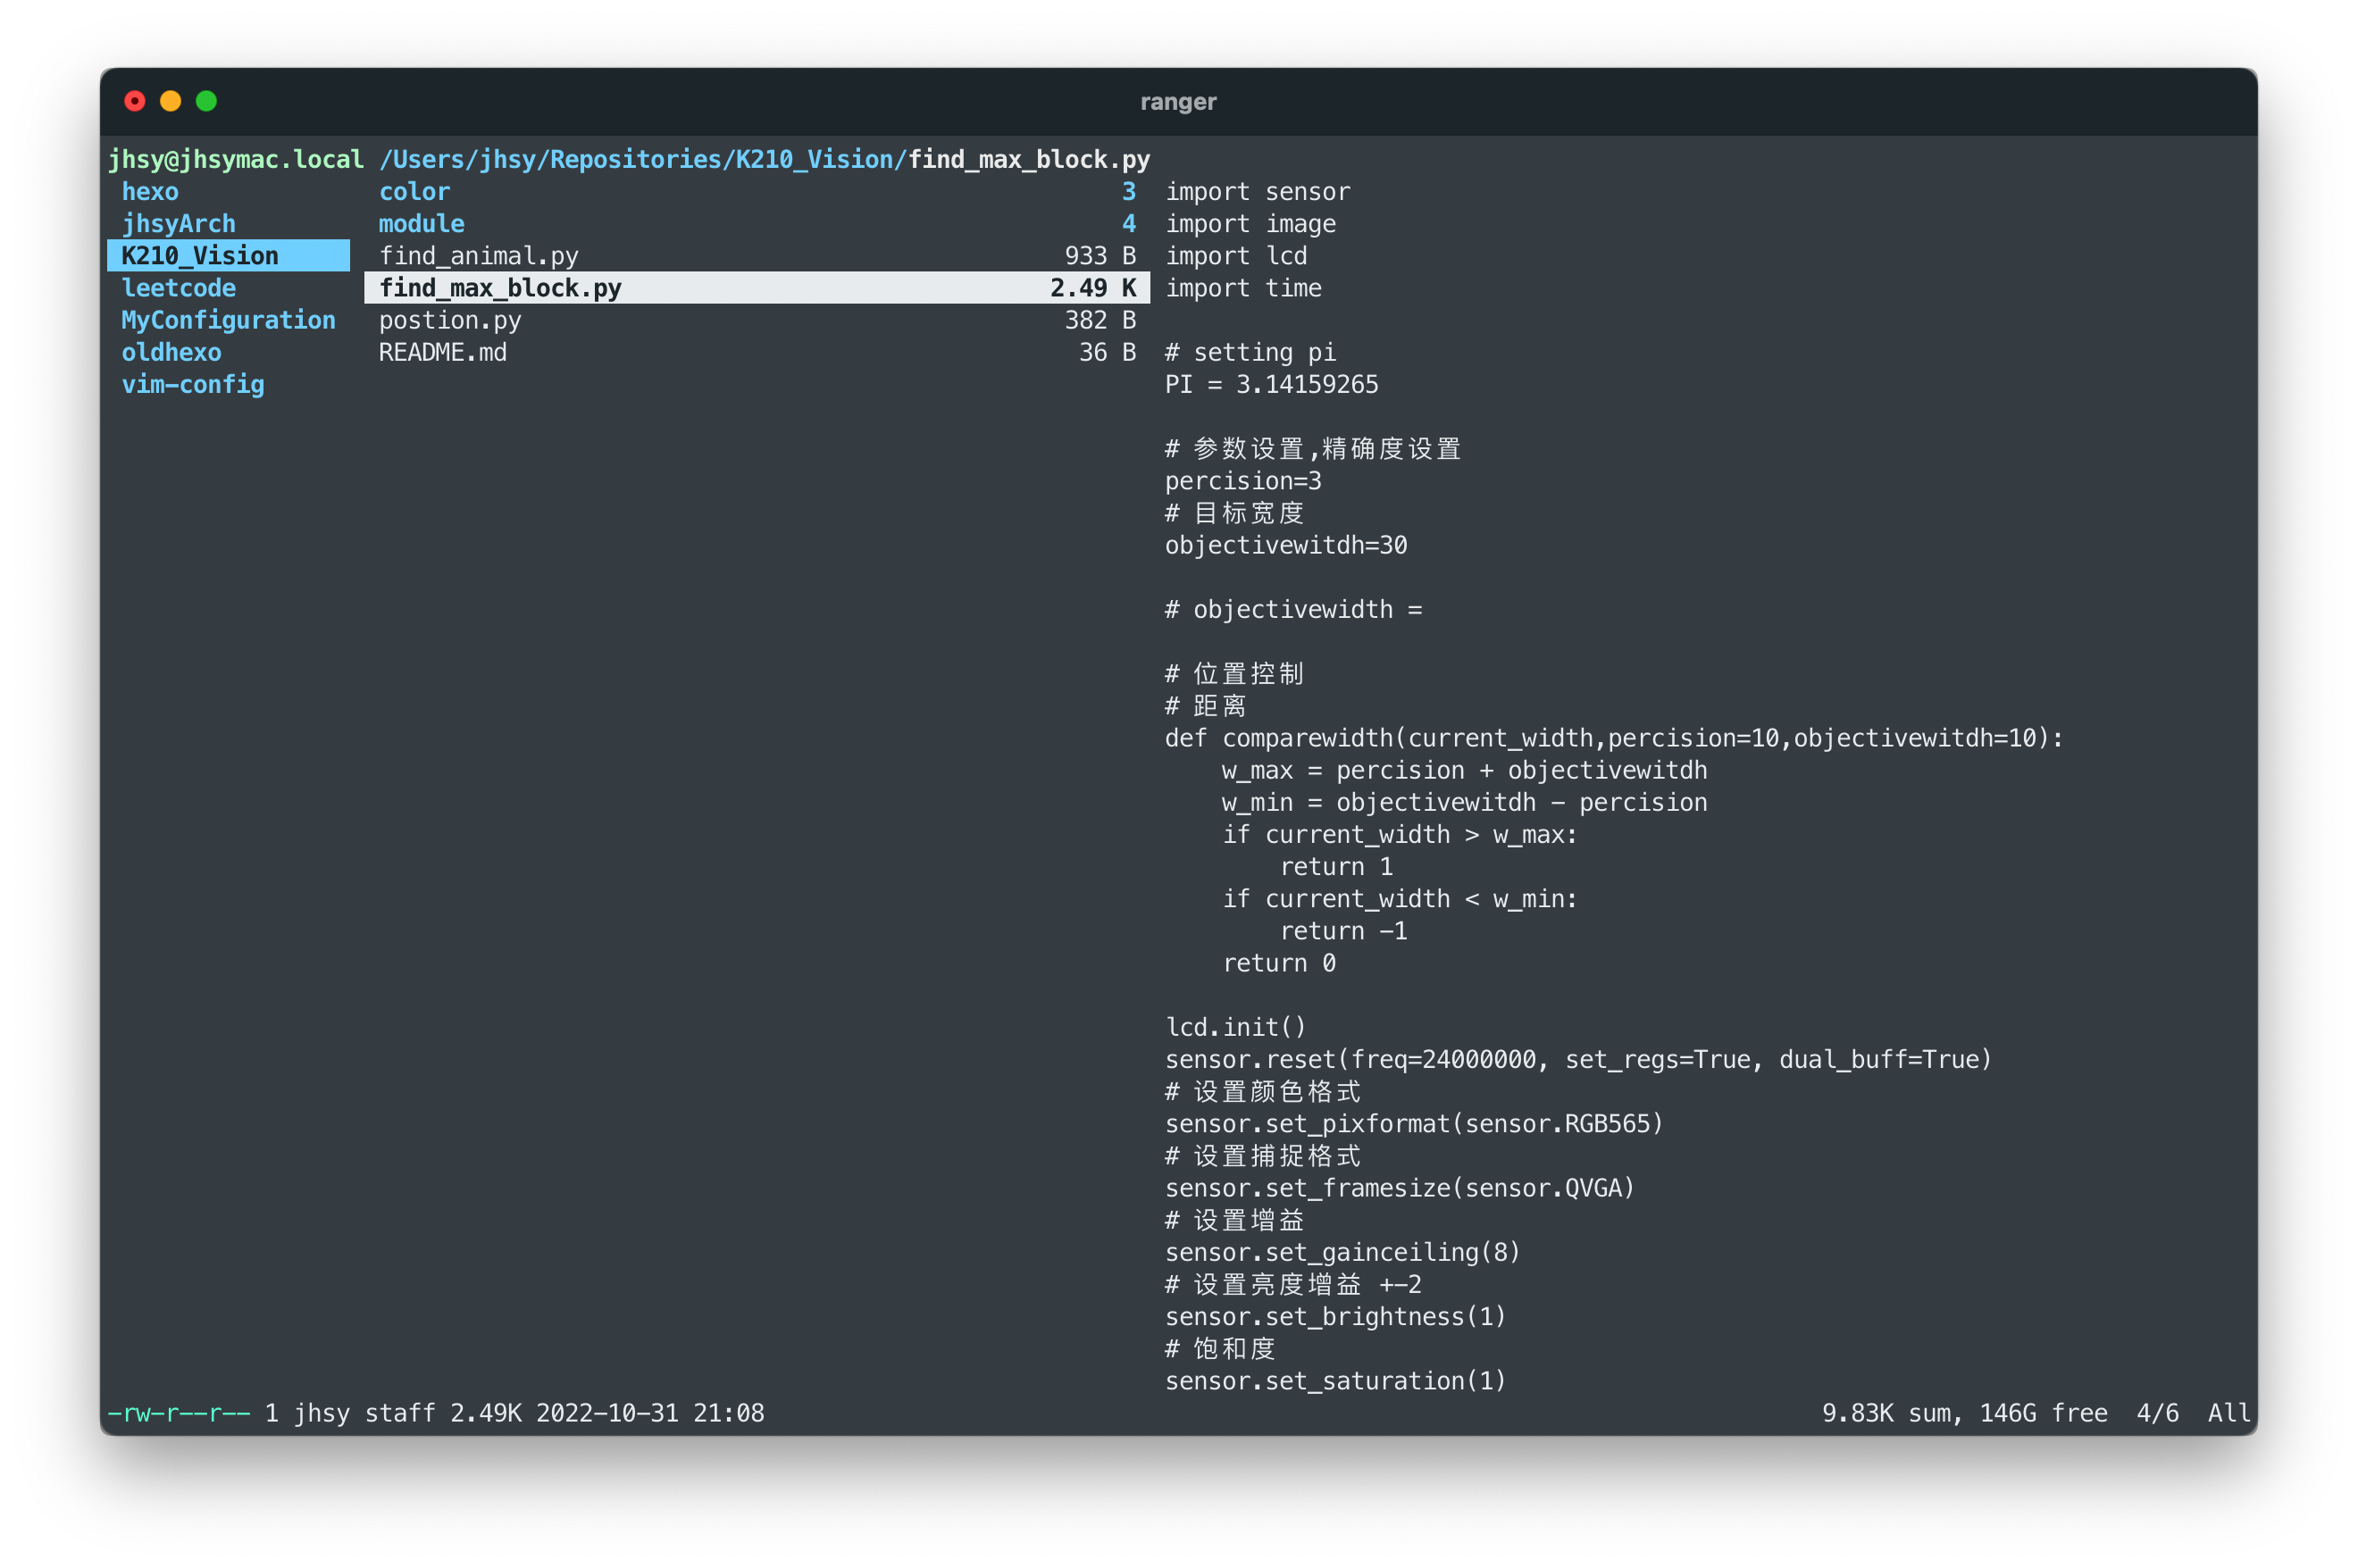 ranger
jhsy@jhsymac.local /Users/jhsy/Repositories/K210_Vision/find_max_block.py
hexo
jhsyArch
K210_Vision
leetcode
MyConfiguration
oldhexo
vim-config
color 3
module 4
find_animal.py 933 B
find_max_block.py 2.49 K
postion.py 382 B
README.md 36 B
import sensor
import image
import lcd
import time
# setting pi
PI = 3.14159265
# 参数设置,精确度设置
percision=3
# 目标宽度
objectivewitdh=30
# objectivewidth =
# 位置控制
# 距离
def comparewidth(current_width,percision=10,objectivewitdh=10):
    w_max = percision + objectivewitdh
    w_min = objectivewitdh - percision
    if current_width > w_max:
        return 1
    if current_width < w_min:
        return -1
    return 0
lcd.init()
sensor.reset(freq=24000000, set_regs=True, dual_buff=True)
# 设置颜色格式
sensor.set_pixformat(sensor.RGB565)
# 设置捕捉格式
sensor.set_framesize(sensor.QVGA)
# 设置增益
sensor.set_gainceiling(8)
# 设置亮度增益 +-2
sensor.set_brightness(1)
# 饱和度
sensor.set_saturation(1)
-rw-r--r-- 1 jhsy staff 2.49K 2022-10-31 21:08 9.83K sum, 146G free 4/6 All